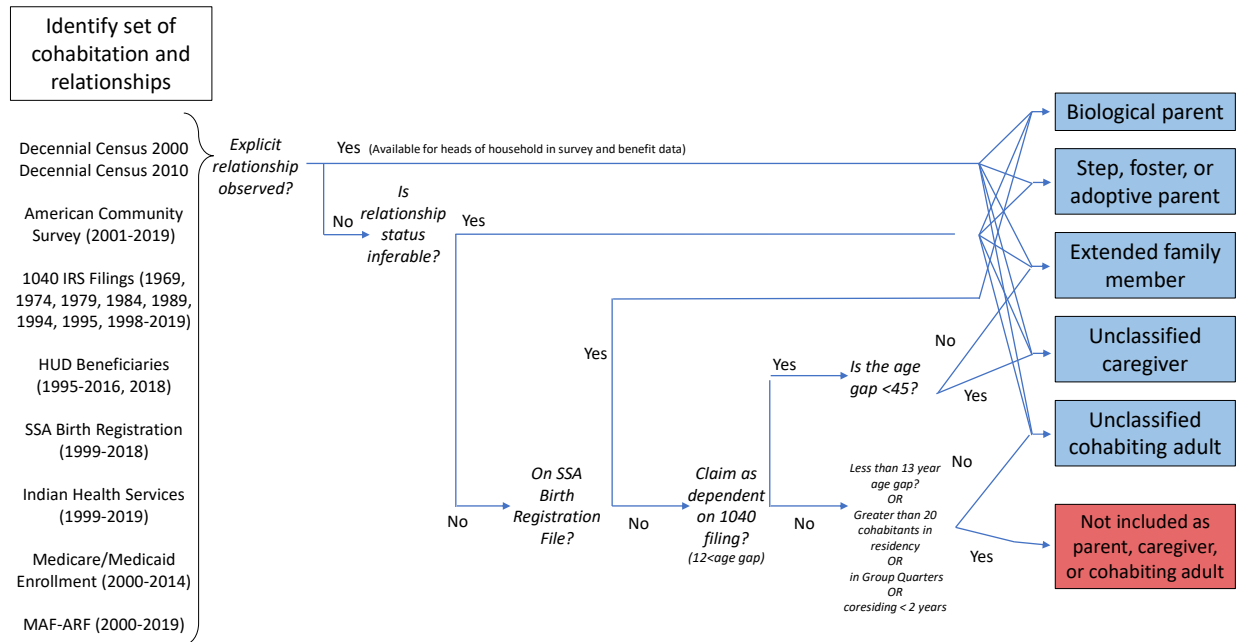 Identify set of
cohabitation and
relationships
Decennial Census 2000
Decennial Census 2010
American Community
Survey (2001-2019)
1040 IRS Filings (1969,
1974, 1979, 1984, 1989,
1994, 1995, 1998-2019)
HUD Beneficiaries
(1995-2016, 2018)
SSA Birth Registration
(1999-2018)
Indian Health Services
(1999-2019)
Medicare/Medicaid
Enrollment (2000-2014)
MAF-ARF (2000-2019)
Explicit
relationship
observed?
Yes (Available for heads of household in survey and benefit data)
No
Is
relationship
status
inferable?
Yes
No
On SSA
Birth
Registration
File?
Yes
No
Claim as
dependent
on 1040
filing?
(12<age gap)
Yes
No
Is the age
gap <45?
No
Yes
Less than 13 year
age gap?
OR
Greater than 20
cohabitants in
residency
OR
in Group Quarters
OR
coresiding < 2 years
No
Yes
Biological parent
Step, foster, or
adoptive parent
Extended family
member
Unclassified
caregiver
Unclassified
cohabiting adult
Not included as
parent, caregiver,
or cohabiting adult